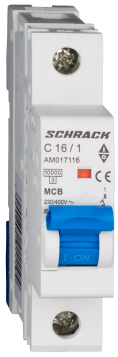 SCHRACK
C 16/1
AM017116
10000
3
MCB
230/400V~
I-ON